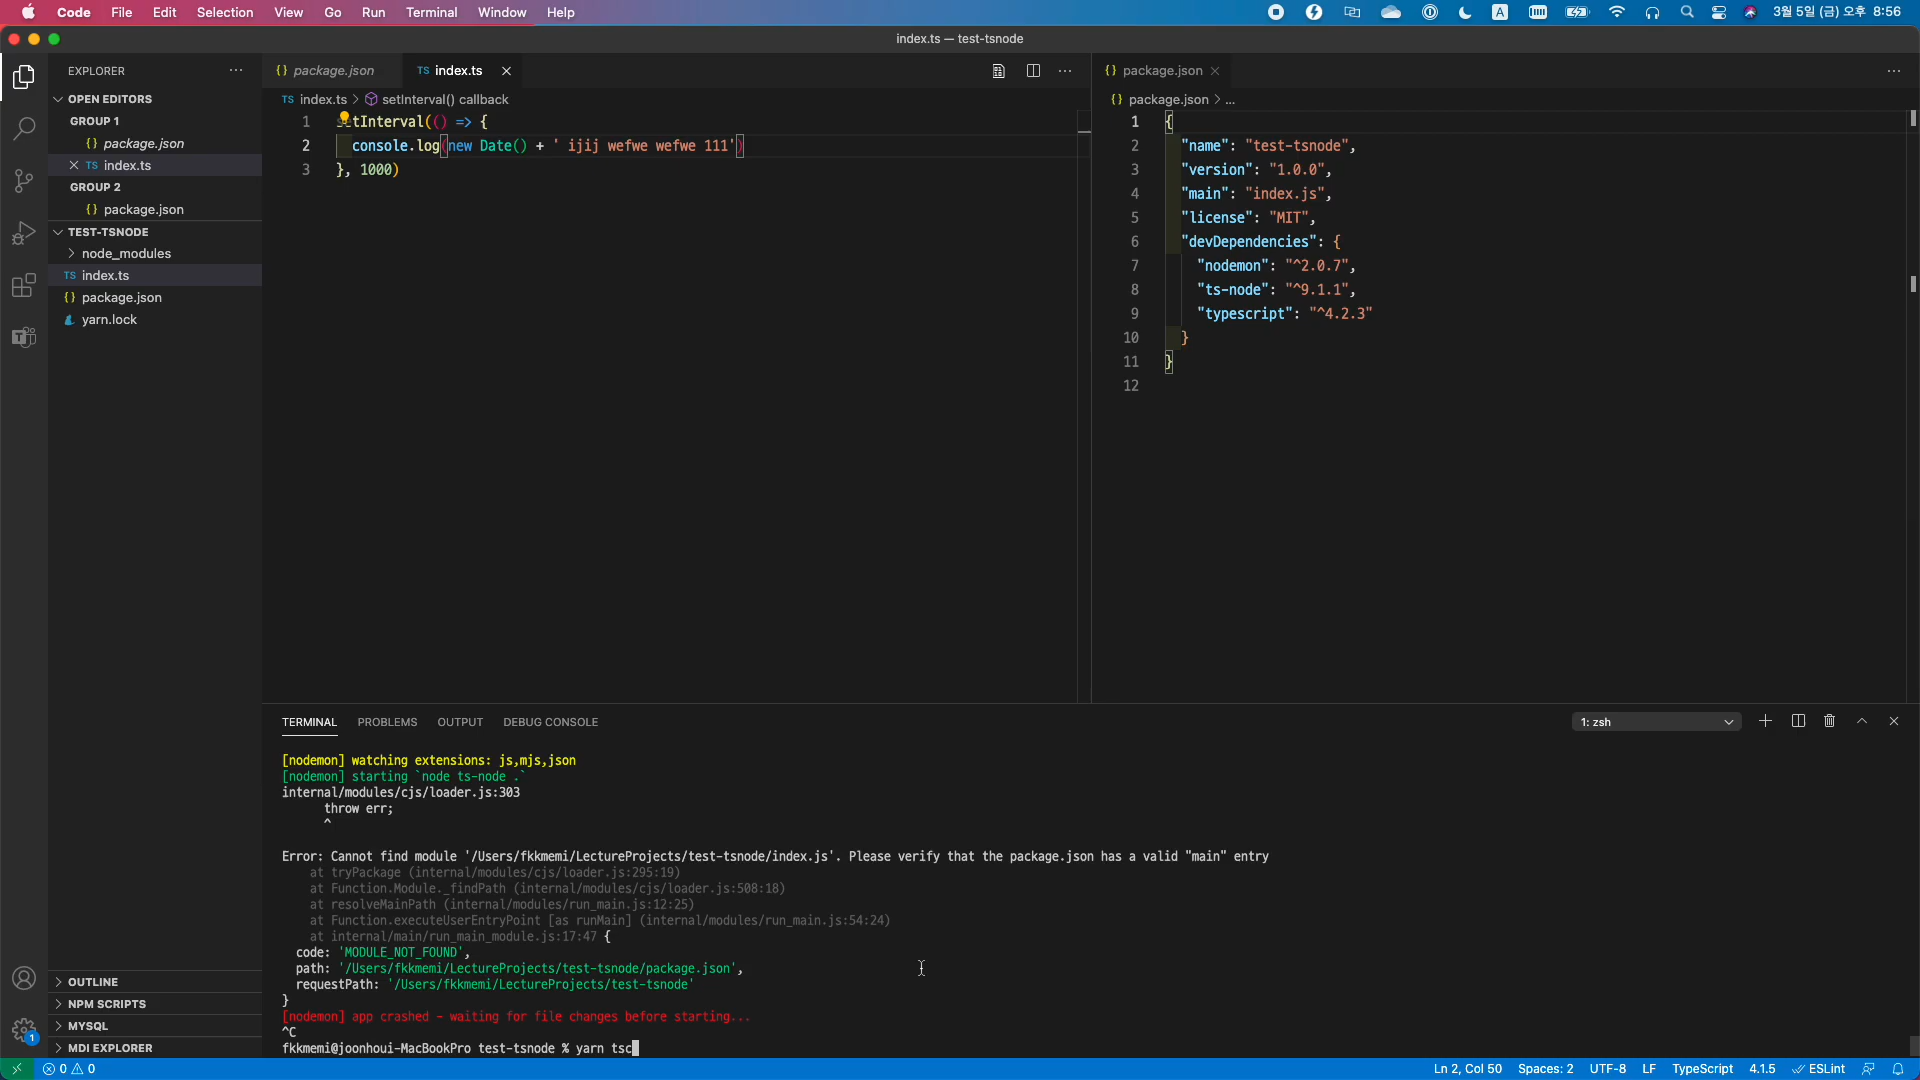 Code File Edit Selection View Go Run Terminal Window Help
A
3월 5일 (금) 오후 8:56
index.ts — test-tsnode
EXPLORER
OPEN EDITORS
GROUP 1
{} package.json
TS index.ts
GROUP 2
{} package.json
TEST-TSNODE
node_modules
TS index.ts
{} package.json
yarn.lock
OUTLINE
NPM SCRIPTS
MYSQL
MDI EXPLORER
1
{} package.json
TS index.ts
TS index.ts > setInterval() callback
1 setInterval(() => {
2 console.log(new Date() + ' ijij wefwe wefwe 111')
3 }, 1000)
{} package.json
{} package.json > ...
1 {
2 "name": "test-tsnode",
3 "version": "1.0.0",
4 "main": "index.js",
5 "license": "MIT",
6 "devDependencies": {
7 "nodemon": "^2.0.7",
8 "ts-node": "^9.1.1",
9 "typescript": "^4.2.3"
10 }
11 }
12
TERMINAL PROBLEMS OUTPUT DEBUG CONSOLE
1: zsh
[nodemon] watching extensions: js,mjs,json
[nodemon] starting `node ts-node .`
internal/modules/cjs/loader.js:303
throw err;
^
Error: Cannot find module '/Users/fkkmemi/LectureProjects/test-tsnode/index.js'. Please verify that the package.json has a valid "main" entry
at tryPackage (internal/modules/cjs/loader.js:295:19)
at Function.Module._findPath (internal/modules/cjs/loader.js:508:18)
at resolveMainPath (internal/modules/run_main.js:12:25)
at Function.executeUserEntryPoint [as runMain] (internal/modules/run_main.js:54:24)
at internal/main/run_main_module.js:17:47 {
code: 'MODULE_NOT_FOUND',
path: '/Users/fkkmemi/LectureProjects/test-tsnode/package.json',
requestPath: '/Users/fkkmemi/LectureProjects/test-tsnode'
}
[nodemon] app crashed - waiting for file changes before starting...
^C
fkkmemi@joonhoui-MacBookPro test-tsnode % yarn tsc
0 0
Ln 2, Col 50 Spaces: 2 UTF-8 LF TypeScript 4.1.5 ESLint